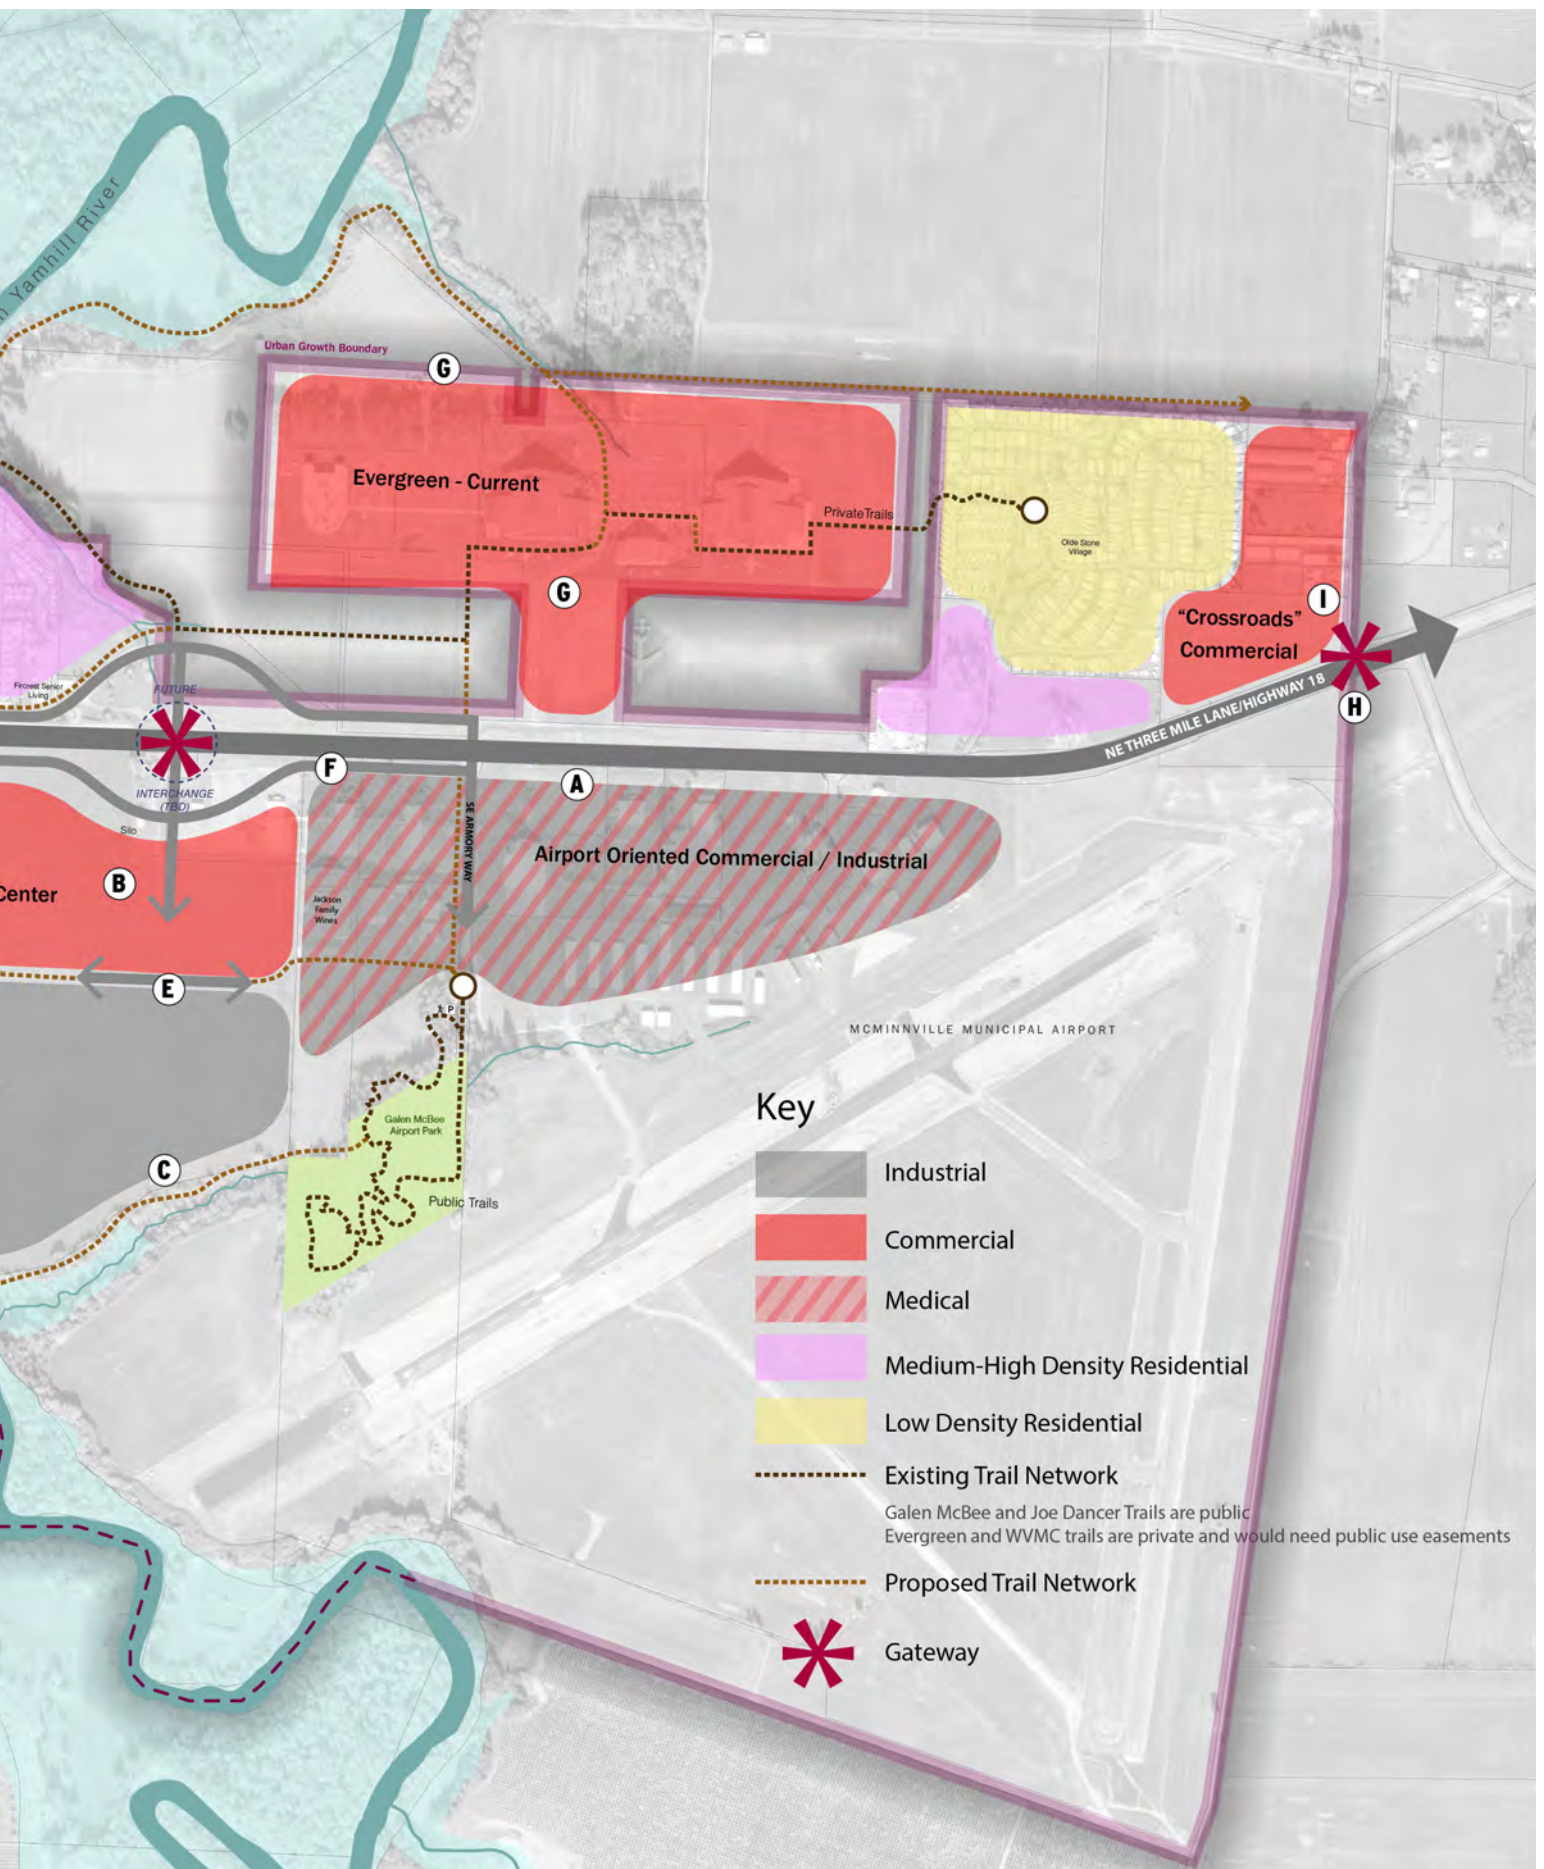 n Yamhill River
Urban Growth Boundary
G
Evergreen - Current
PrivateTrails
Olde Stone
Village
G
I
"Crossroads"
Commercial
Fircrest Senior
Living
FUTURE
H
NE THREE MILE LANE/HIGHWAY 18
F
A
INTERCHANGE
(TBD)
Silo
SE ARMORY WAY
Airport Oriented Commercial / Industrial
B
Center
Jackson
Family
Wines
E
P
MCMINNVILLE MUNICIPAL AIRPORT
Galen McBee
Airport Park
C
Public Trails
Key
Industrial
Commercial
Medical
Medium-High Density Residential
Low Density Residential
Existing Trail Network
Galen McBee and Joe Dancer Trails are public
Evergreen and WVMC trails are private and would need public use easements
Proposed Trail Network
Gateway